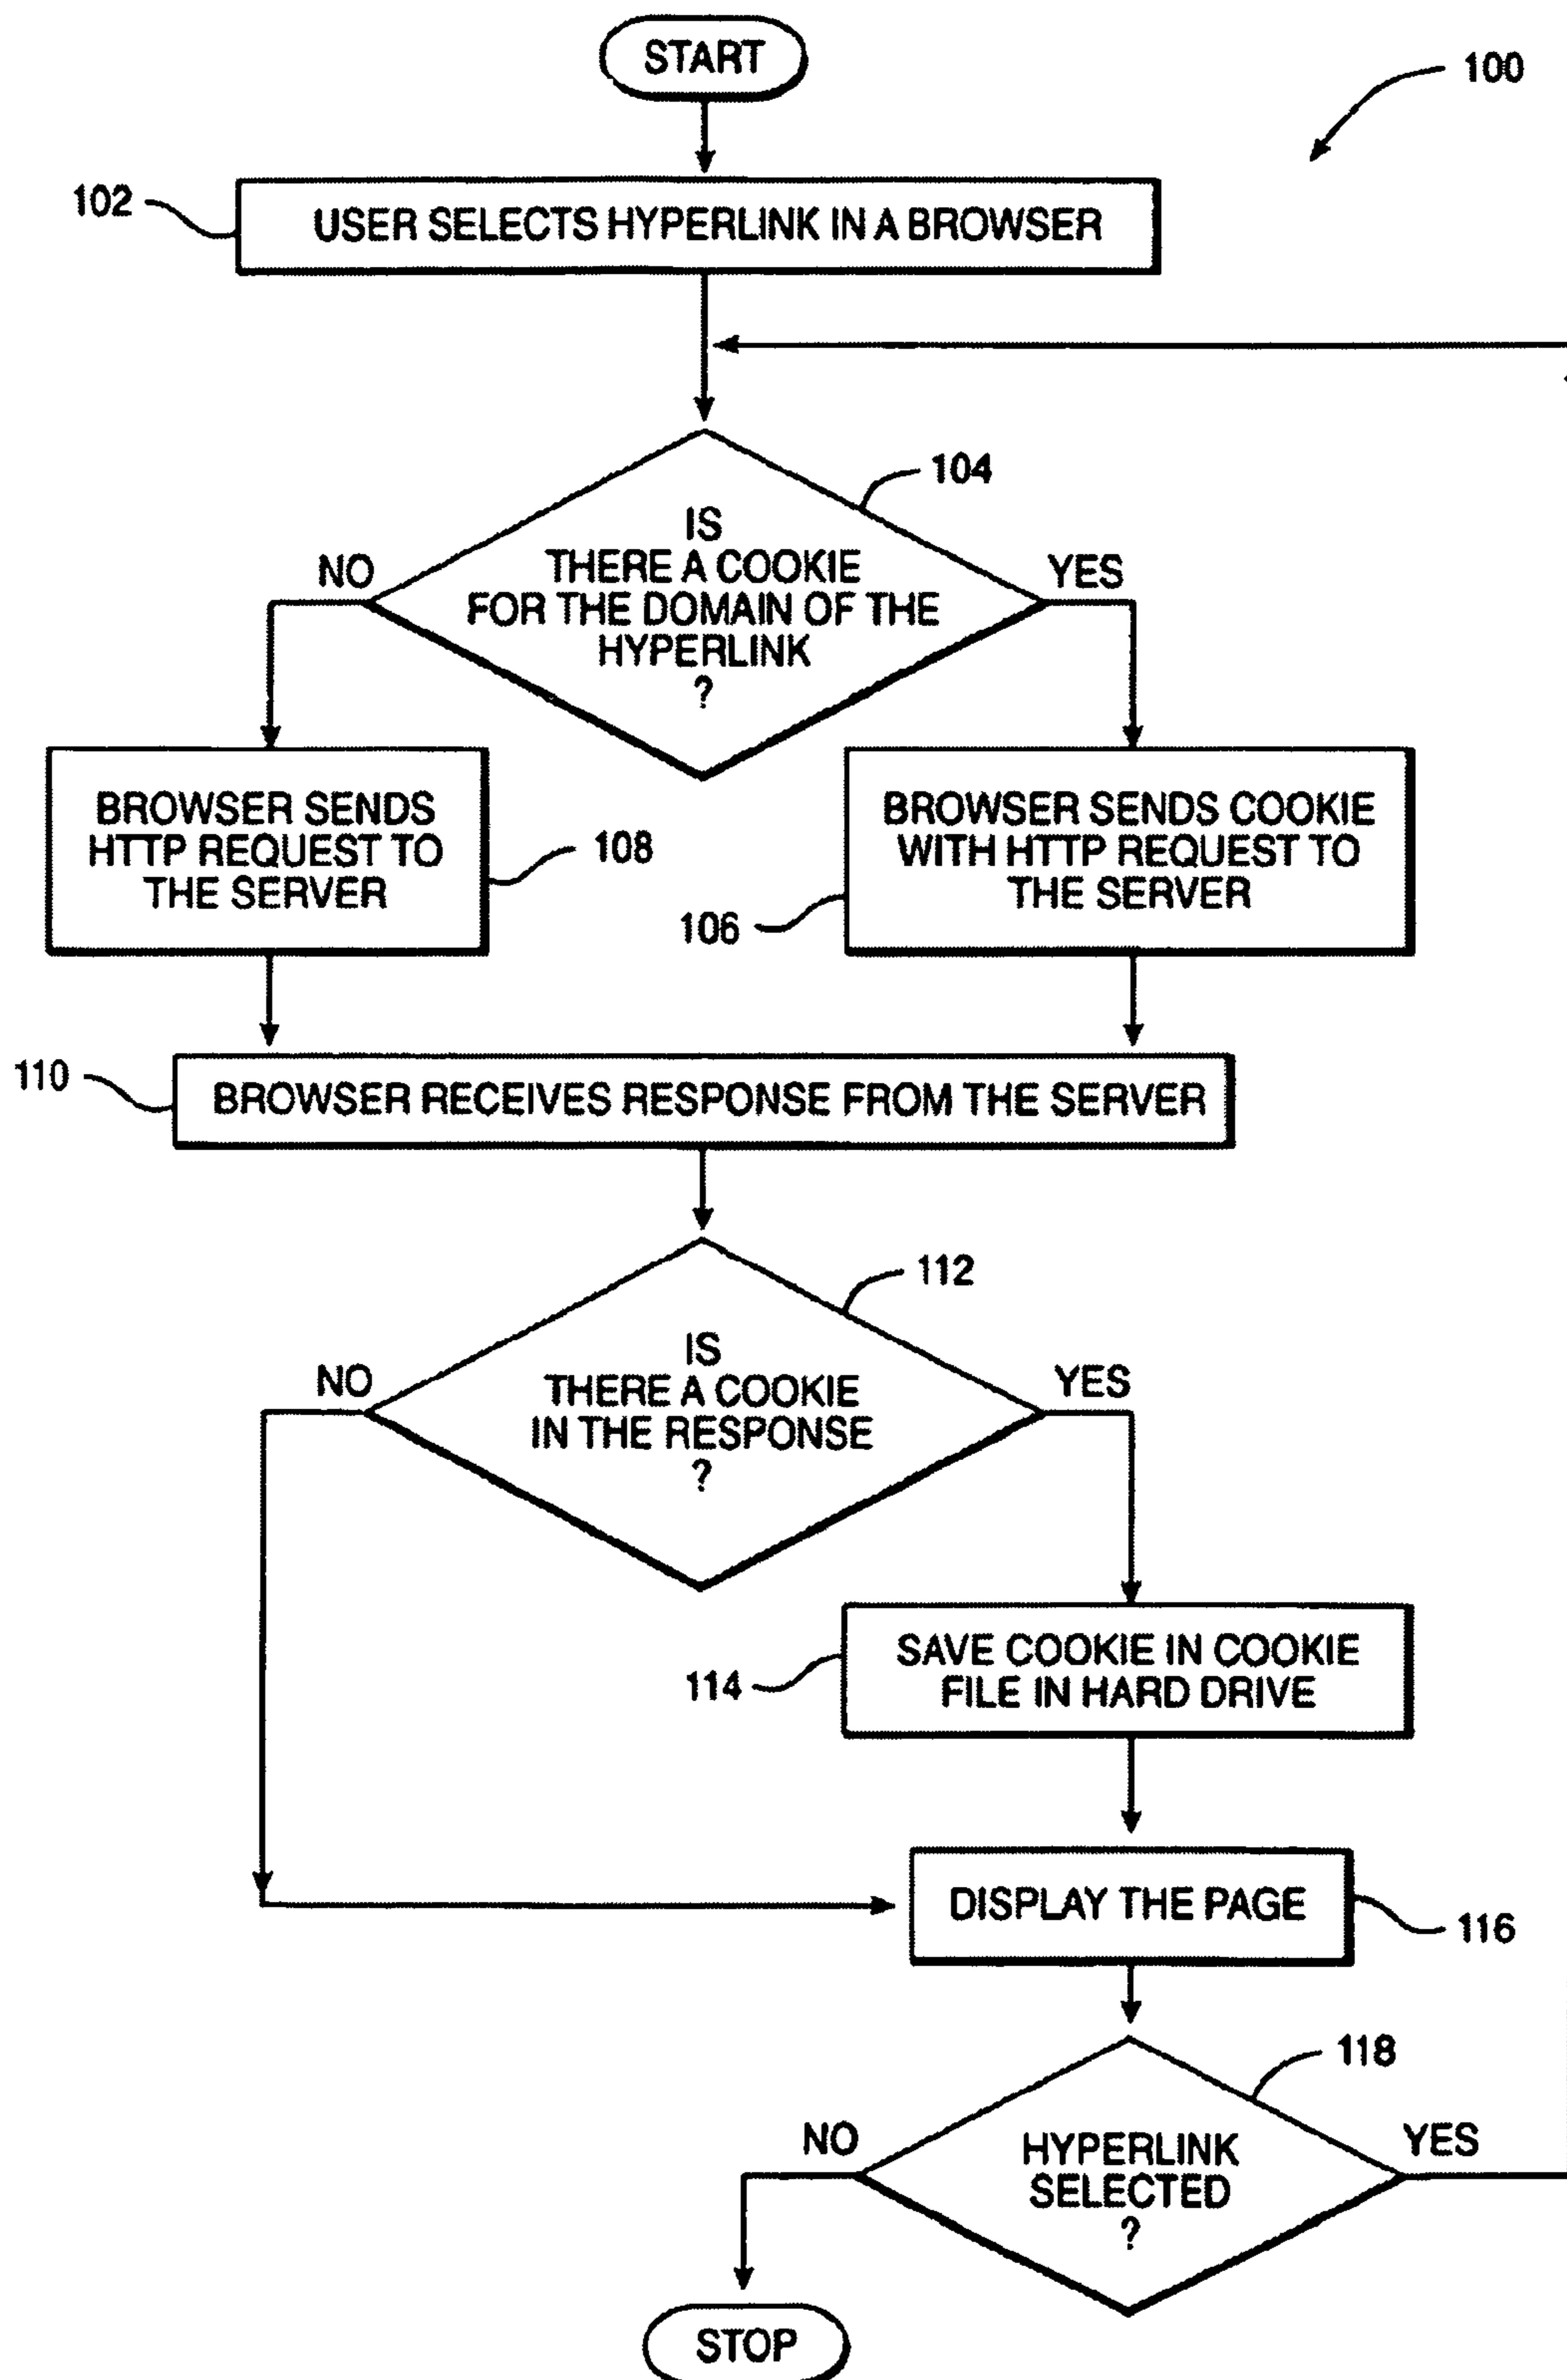 START
100
102
USER SELECTS HYPERLINK IN A BROWSER
104
IS
THERE A COOKIE
FOR THE DOMAIN OF THE
HYPERLINK
?
NO
YES
BROWSER SENDS
HTTP REQUEST TO
THE SERVER
108
BROWSER SENDS COOKIE
WITH HTTP REQUEST TO
THE SERVER
106
110
BROWSER RECEIVES RESPONSE FROM THE SERVER
112
IS
THERE A COOKIE
IN THE RESPONSE
?
NO
YES
SAVE COOKIE IN COOKIE
FILE IN HARD DRIVE
114
DISPLAY THE PAGE
116
118
HYPERLINK
SELECTED
?
NO
YES
STOP